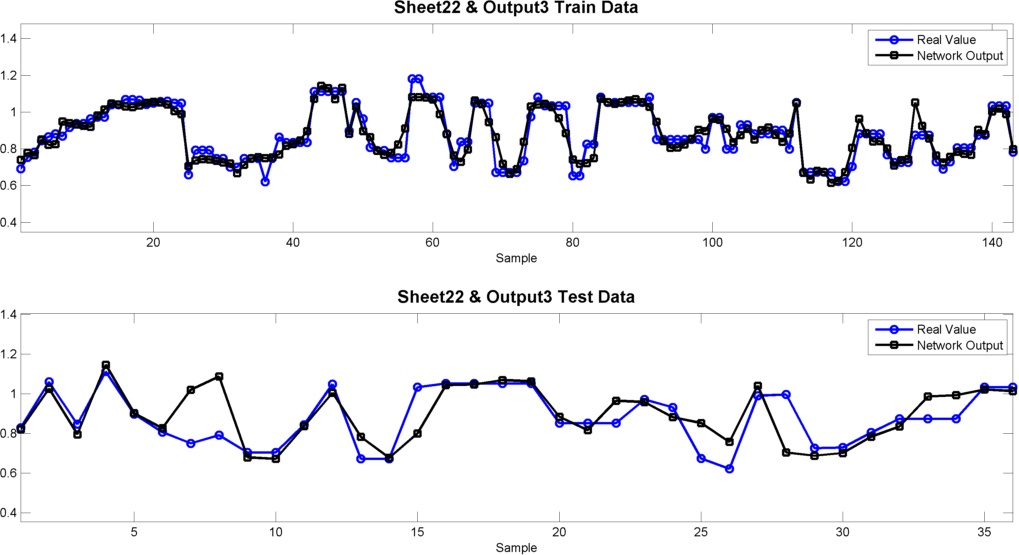 Sheet22 & Output3 Train Data
1.4
1.2
1
0.8
0.6
0.4
Real Value
Network Output
20 40 60 80 100 120 140
Sample
Sheet22 & Output3 Test Data
1.4
1.2
1
0.8
0.6
0.4
Real Value
Network Output
5 10 15 20 25 30 35
Sample